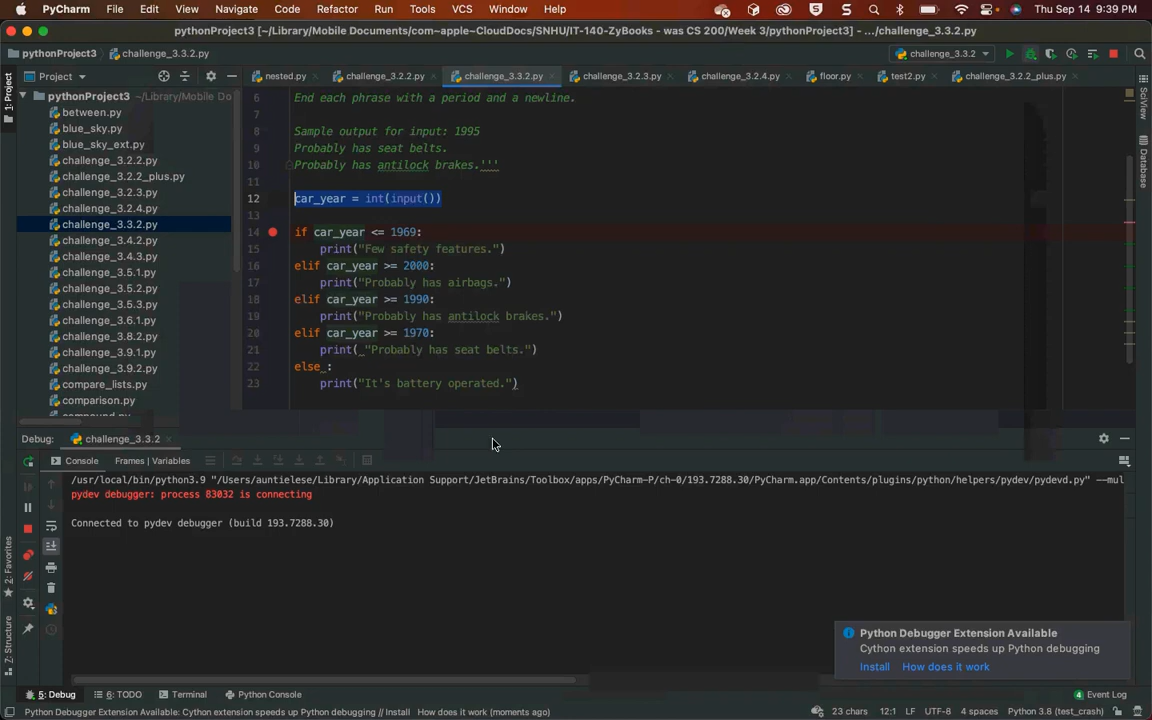 PyCharm File Edit View Navigate Code Refactor Run Tools VCS Window Help Thu Sep 14 9:39 PM
pythonProject3 [~/Library/Mobile Documents/com~apple~CloudDocs/SNHU/IT-140-ZyBooks - was CS 200/Week 3/pythonProject3] - .../challenge_3.3.2.py
pythonProject3 challenge_3.3.2.py challenge_3.3.2
Project nested.py challenge_3.2.2.py challenge_3.3.2.py challenge_3.2.3.py challenge_3.2.4.py floor.py test2.py challenge_3.2.2_plus.py
1: Project
SciView
Database
pythonProject3 ~/Library/Mobile Do
between.py
blue_sky.py
blue_sky_ext.py
challenge_3.2.2.py
challenge_3.2.2_plus.py
challenge_3.2.3.py
challenge_3.2.4.py
challenge_3.3.2.py
challenge_3.4.2.py
challenge_3.4.3.py
challenge_3.5.1.py
challenge_3.5.2.py
challenge_3.5.3.py
challenge_3.6.1.py
challenge_3.8.2.py
challenge_3.9.1.py
challenge_3.9.2.py
compare_lists.py
comparison.py
compound.py
6 End each phrase with a period and a newline.
7
8 Sample output for input: 1995
9 Probably has seat belts.
10 Probably has antilock brakes.'''
11
12 car_year = int(input())
13
14 if car_year <= 1969:
15 print("Few safety features.")
16 elif car_year >= 2000:
17 print("Probably has airbags.")
18 elif car_year >= 1990:
19 print("Probably has antilock brakes.")
20 elif car_year >= 1970:
21 print( "Probably has seat belts.")
22 else :
23 print("It's battery operated.")
Debug: challenge_3.3.2
Console Frames | Variables
/usr/local/bin/python3.9 "/Users/auntielese/Library/Application Support/JetBrains/Toolbox/apps/PyCharm-P/ch-0/193.7288.30/PyCharm.app/Contents/plugins/python/helpers/pydev/pydevd.py" --mul
pydev debugger: process 83032 is connecting
Connected to pydev debugger (build 193.7288.30)
2: Favorites
7: Structure
Python Debugger Extension Available
Cython extension speeds up Python debugging
Install How does it work
5: Debug 6: TODO Terminal Python Console 4 Event Log
Python Debugger Extension Available: Cython extension speeds up Python debugging // Install How does it work (moments ago) 23 chars 12:1 LF UTF-8 4 spaces Python 3.8 (test_crash)